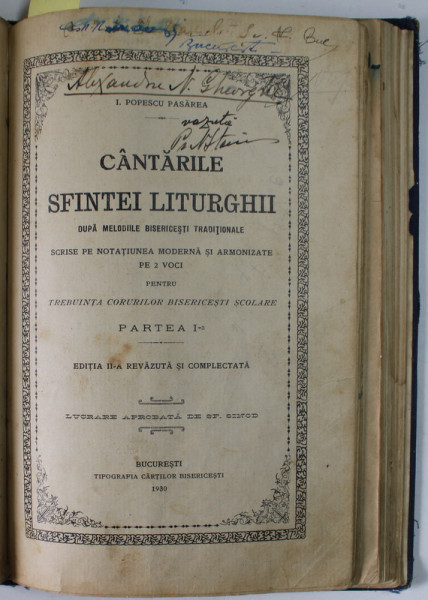 București
Alexandru N. Gheorghe
I. POPESCU PASĂREA
CÂNTĂRILE
SFINTEI LITURGHII
DUPĂ MELODIILE BISERICEȘTI TRADIȚIONALE
SCRISE PE NOTAȚIUNEA MODERNĂ ȘI ARMONIZATE
PE 2 VOCI
PENTRU
TREBUINȚA CORURILOR BISERICEȘTI ȘCOLARE
PARTEA I-a
EDIȚIA II-A REVĂZUTĂ ȘI COMPLECTATĂ
LUCRARE APROBATĂ DE SF. SINOD
BUCUREȘTI
TIPOGRAFIA CĂRȚILOR BISERICEȘTI
1930